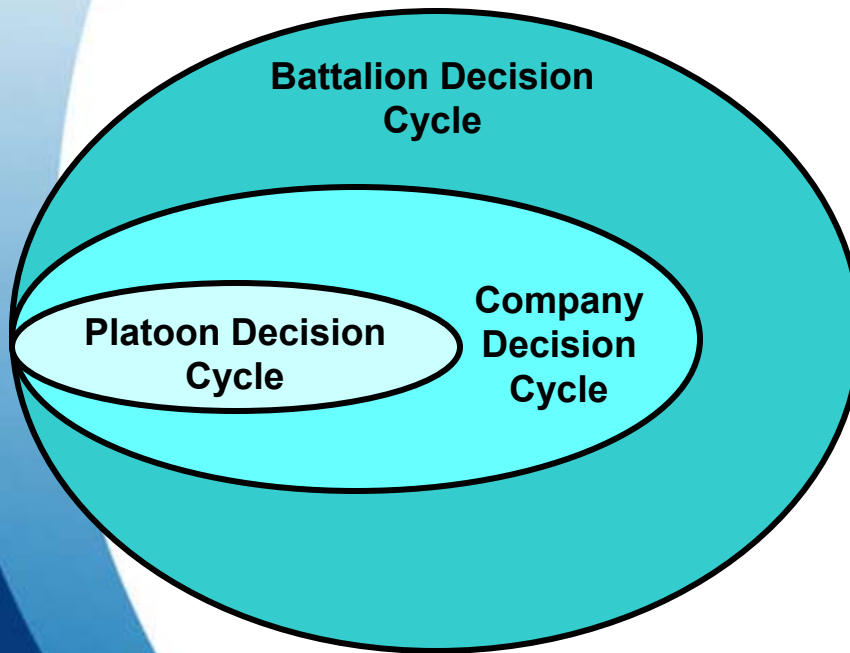 Battalion Decision
Cycle
Company
Decision
Cycle
Platoon Decision
Cycle